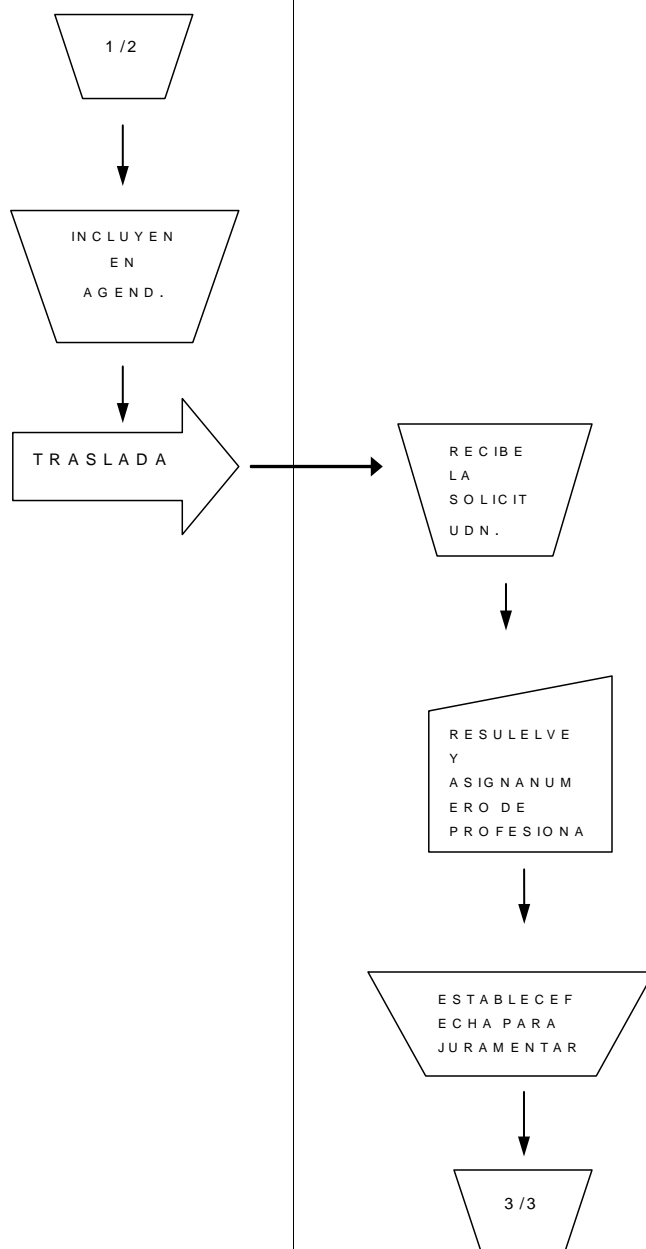 1/2
INCLUYEN
EN
AGEND.
TRASLADA
RECIBE
LA
SOLICIT
UDN.
RESULELVE
Y
ASIGNANUM
ERO DE
PROFESIONA
ESTABLECEF
ECHA PARA
JURAMENTAR
3/3